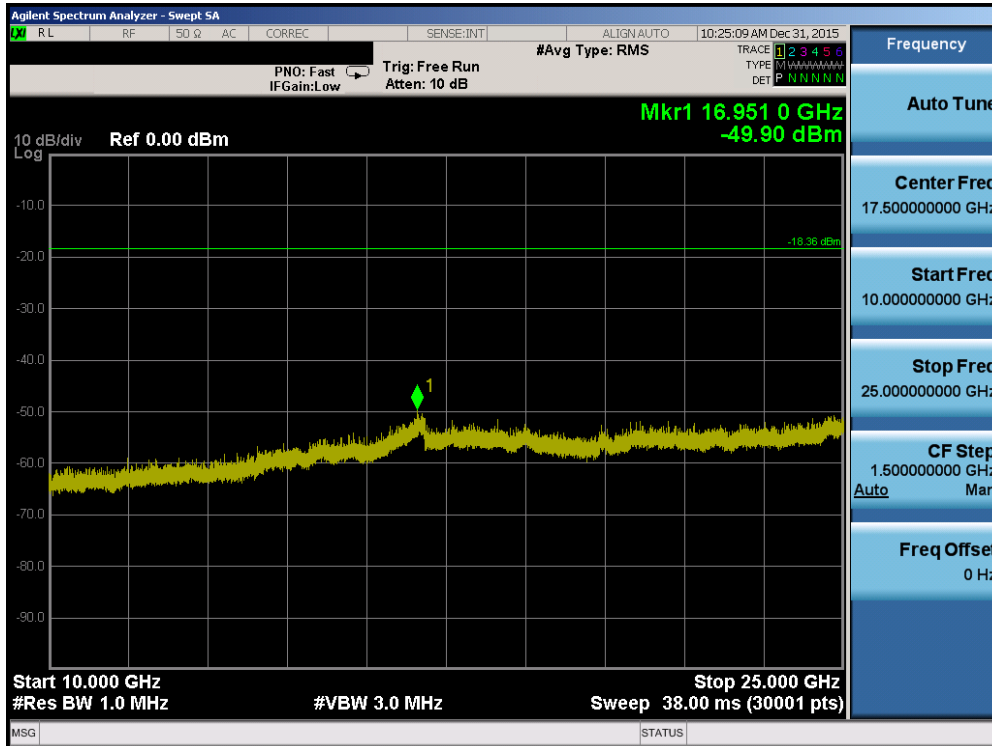 Agilent Spectrum Analyzer - Swept SA
LXI RL RF 50 Ω AC CORREC SENSE:INT ALIGN AUTO 10:25:09 AM Dec 31, 2015
#Avg Type: RMS
TRACE 1 2 3 4 5 6
PNO: Fast Trig: Free Run
TYPE M WWWWW
IFGain:Low Atten: 10 dB
DET P N N N N N
Mkr1 16.951 0 GHz
-49.90 dBm
10 dB/div Ref 0.00 dBm
Log
-10.0
-18.36 dBm
-20.0
-30.0
-40.0
1
-50.0
-60.0
-70.0
-80.0
-90.0
Start 10.000 GHz Stop 25.000 GHz
#Res BW 1.0 MHz #VBW 3.0 MHz Sweep 38.00 ms (30001 pts)
MSG STATUS
Frequency
Auto Tune
Center Freq
17.500000000 GHz
Start Freq
10.000000000 GHz
Stop Freq
25.000000000 GHz
CF Step
1.500000000 GHz
Auto Man
Freq Offset
0 Hz